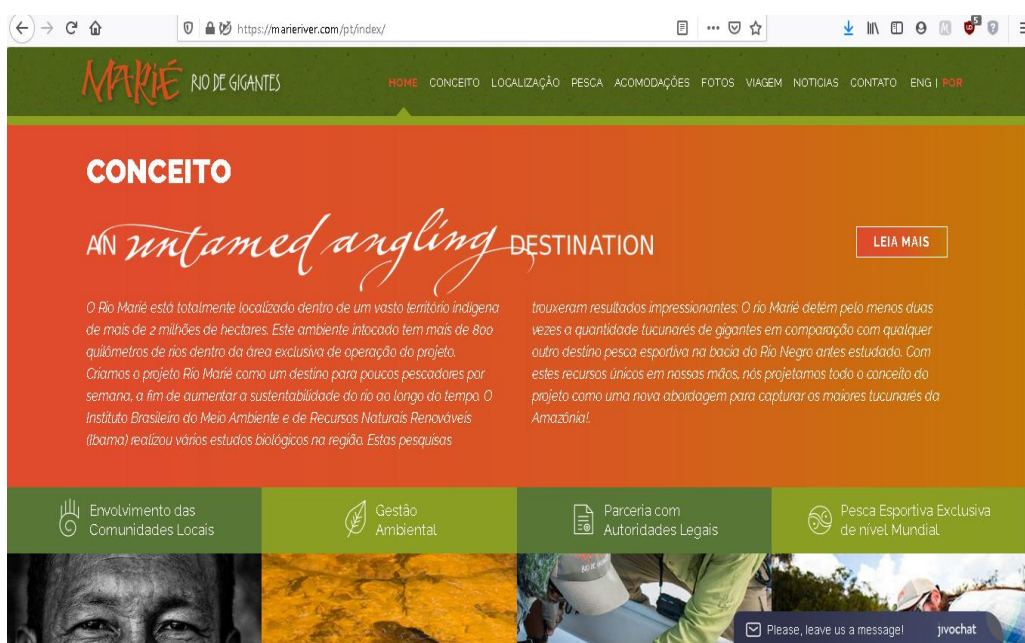 https://marieriver.com/pt/index/
5
MARIÉ RIO DE GIGANTES
HOME CONCEITO LOCALIZAÇÃO PESCA ACOMODAÇÕES FOTOS VIAGEM NOTICIAS CONTATO ENG | POR
CONCEITO
AN untamed angling DESTINATION
LEIA MAIS
O Rio Marié está totalmente localizado dentro de um vasto território indígena
de mais de 2 milhões de hectares. Este ambiente intocado tem mais de 800
quilômetros de rios dentro da área exclusiva de operação do projeto.
Criamos o projeto Rio Marié como um destino para poucos pescadores por
semana, a fim de aumentar a sustentabilidade do rio ao longo do tempo. O
Instituto Brasileiro do Meio Ambiente e de Recursos Naturais Renováveis
(Ibama) realizou vários estudos biológicos na região. Estas pesquisas
trouxeram resultados impressionantes: O rio Marié detém pelo menos duas
vezes a quantidade tucunarés de gigantes em comparação com qualquer
outro destino pesca esportiva na bacia do Rio Negro antes estudado. Com
estes recursos únicos em nossas mãos, nós projetamos todo o conceito do
projeto como uma nova abordagem para capturar os maiores tucunarés da
Amazônia!.
Envolvimento das
Comunidades Locais
Gestão
Ambiental
Parceria com
Autoridades Legais
Pesca Esportiva Exclusiva
de nível Mundial
RIO DE GIGANTES
Please, leave us a message!
jivochat